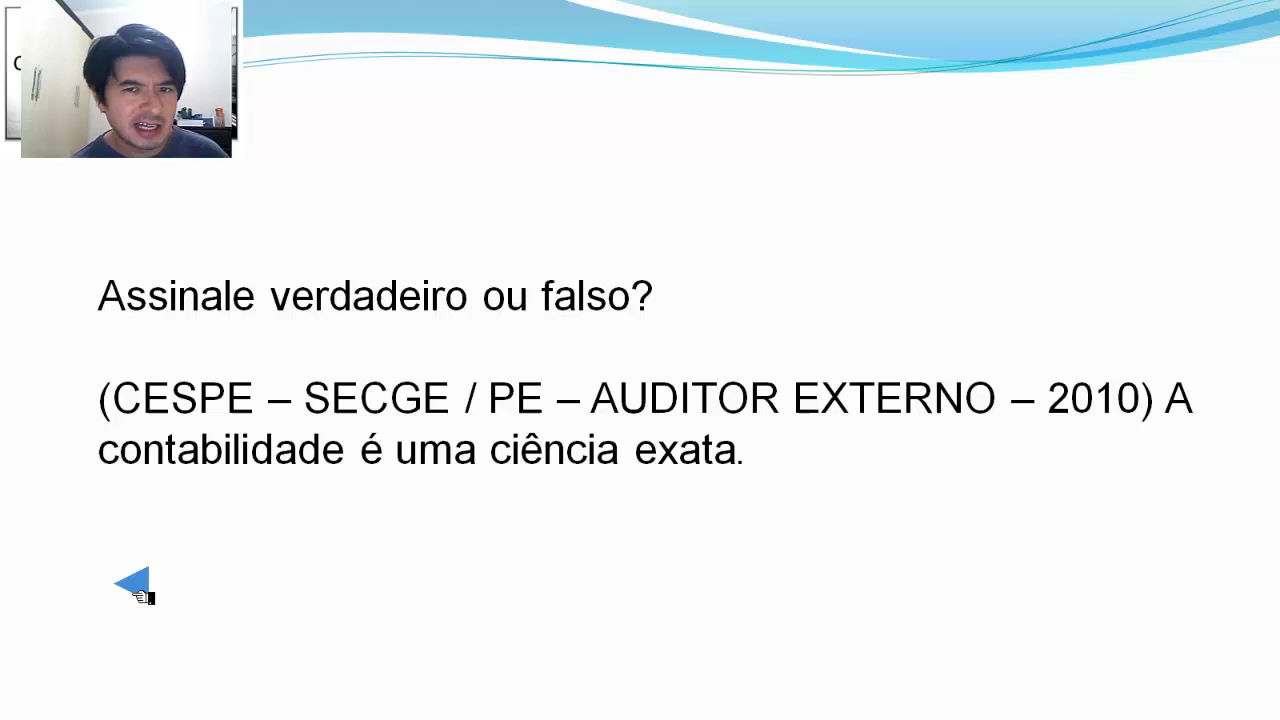 Assinale verdadeiro ou falso?
(CESPE – SECGE / PE – AUDITOR EXTERNO – 2010) A
contabilidade é uma ciência exata.